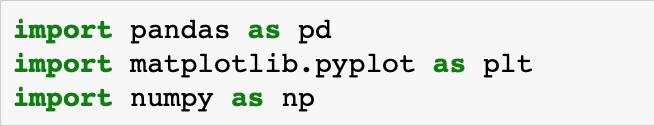 import pandas as pd
import matplotlib.pyplot as plt
import numpy as np